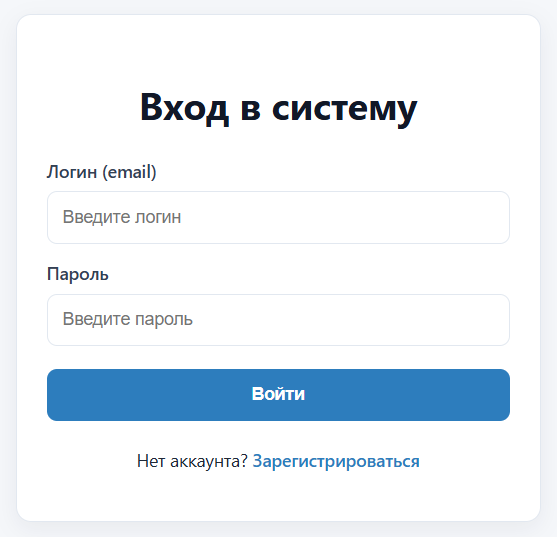 Вход в систему
Логин (email)
Введите логин
Пароль
Введите пароль
Войти
Нет аккаунта? Зарегистрироваться